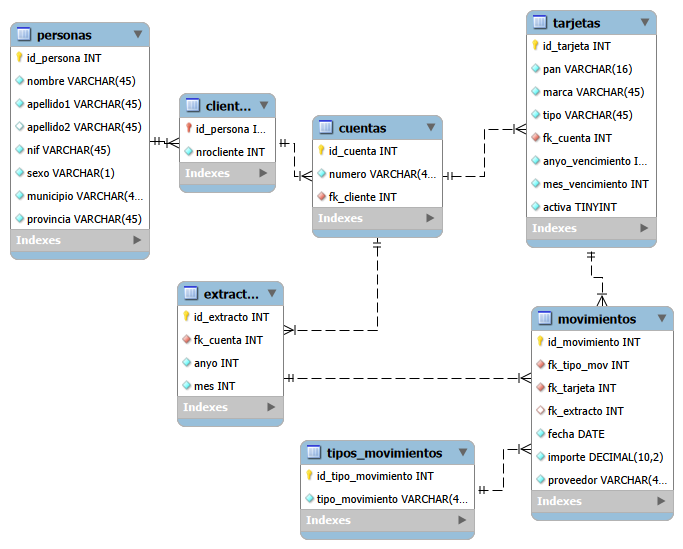 personas
id_persona INT
nombre VARCHAR(45)
apellido1 VARCHAR(45)
apellido2 VARCHAR(45)
nif VARCHAR(45)
sexo VARCHAR(1)
municipio VARCHAR(4...
provincia VARCHAR(45)
Indexes
client...
id_persona I...
nrocliente INT
Indexes
cuentas
id_cuenta INT
numero VARCHAR(4...
fk_cliente INT
Indexes
tarjetas
id_tarjeta INT
pan VARCHAR(16)
marca VARCHAR(45)
tipo VARCHAR(45)
fk_cuenta INT
anyo_vencimiento I...
mes_vencimiento INT
activa TINYINT
Indexes
extract...
id_extracto INT
fk_cuenta INT
anyo INT
mes INT
Indexes
movimientos
id_movimiento INT
fk_tipo_mov INT
fk_tarjeta INT
fk_extracto INT
fecha DATE
importe DECIMAL(10,2)
proveedor VARCHAR(4...
Indexes
tipos_movimientos
id_tipo_movimiento INT
tipo_movimiento VARCHAR(4...
Indexes